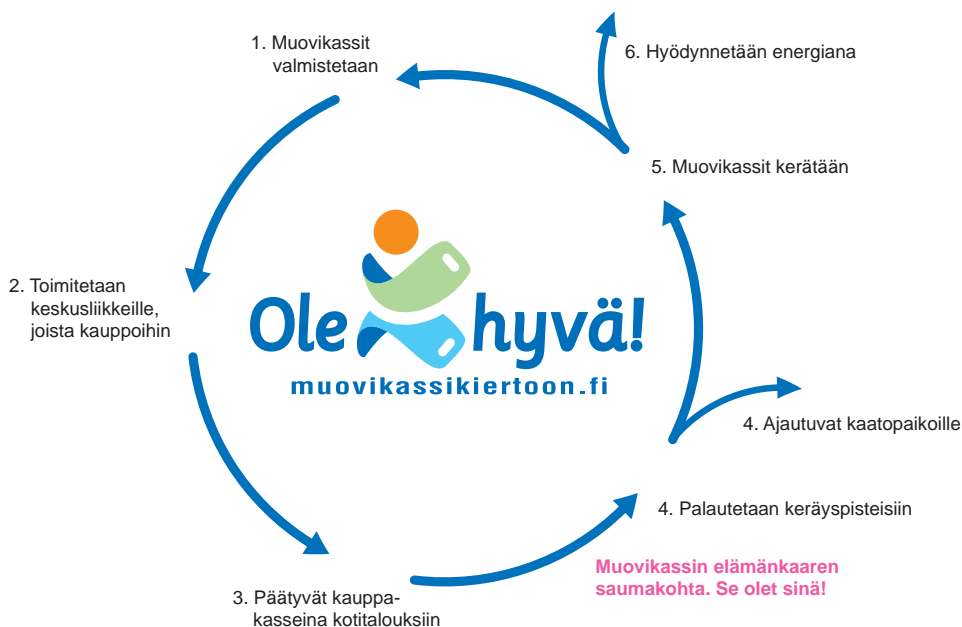 1. Muovikassit
valmistetaan
2. Toimitetaan
keskusliikkeille,
joista kauppoihin
3. Päätyvät kauppa-
kasseina kotitalouksiin
4. Palautetaan keräyspisteisiin
Muovikassin elämänkaaren
saumakohta. Se olet sinä!
4. Ajautuvat kaatopaikoille
5. Muovikassit kerätään
6. Hyödynnetään energiana
Ole hyvä!
muovikassikiertoon.fi